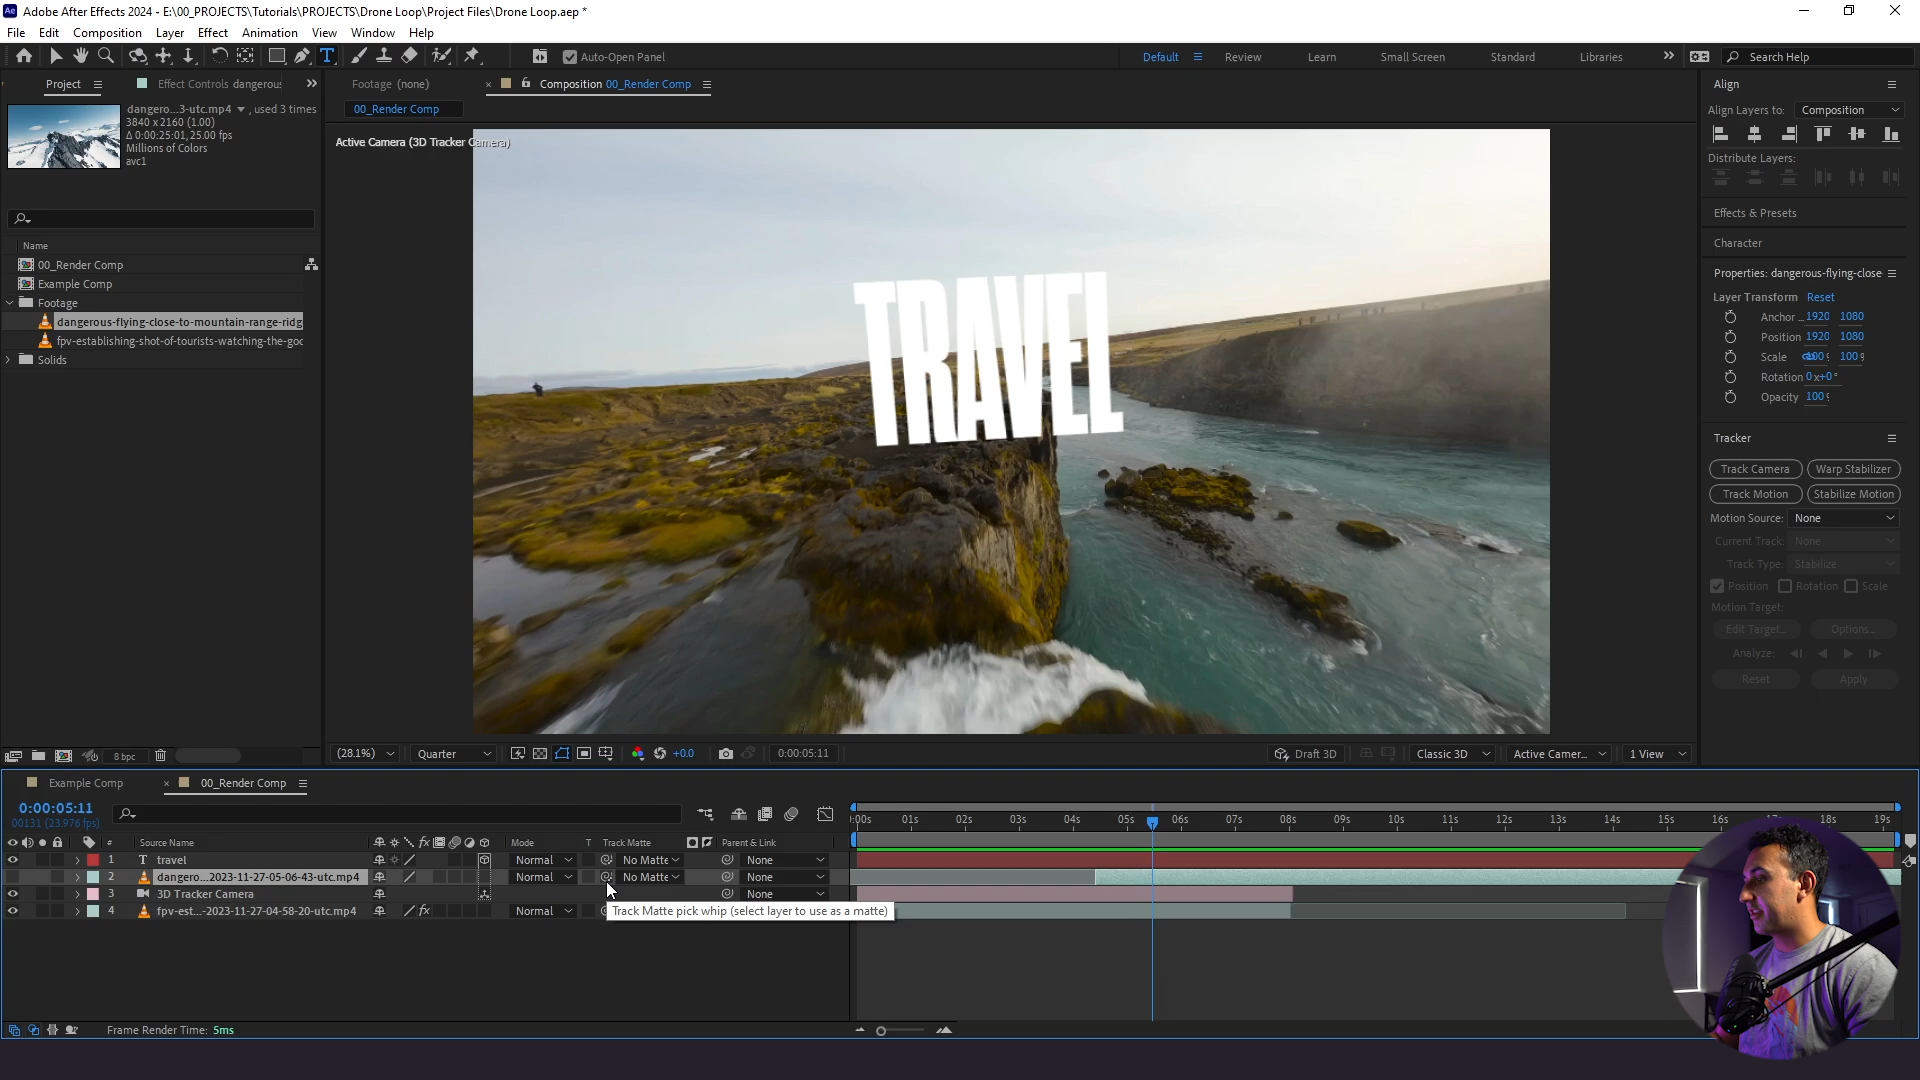 Adobe After Effects 2024 - E:\00_PROJECTS\Tutorials\PROJECTS\Drone Loop\Project Files\Drone Loop.aep *
File Edit Composition Layer Effect Animation View Window Help
Auto-Open Panel
Default Review Learn Small Screen Standard Libraries
Search Help
Project
Effect Controls dangerous
dangero...3-utc.mp4 , used 3 times
3840 x 2160 (1.00)
Δ 0:00:25:01, 25.00 fps
Millions of Colors
avc1
Name
00_Render Comp
Example Comp
Footage
dangerous-flying-close-to-mountain-range-ridg
fpv-establishing-shot-of-tourists-watching-the-goc
Solids
8 bpc
Footage (none)
Composition 00_Render Comp
00_Render Comp
Active Camera (3D Tracker Camera)
TRAVEL
(28.1%) Quarter +0.0 0:00:05:11 Draft 3D Classic 3D Active Camer... 1 View
Align
Align Layers to: Composition
Distribute Layers:
Effects & Presets
Character
Properties: dangerous-flying-close
Layer Transform Reset
Anchor ... 1920 1080
Position 1920 1080
Scale 100 100
Rotation 0x+0°
Opacity 100
Tracker
Track Camera Warp Stabilizer
Track Motion Stabilize Motion
Motion Source: None
Current Track: None
Track Type: Stabilize
Position Rotation Scale
Motion Target:
Edit Target... Options...
Analyze:
Reset Apply
Example Comp 00_Render Comp
0:00:05:11
00131 (23.976 fps)
# Source Name fx Mode T Track Matte Parent & Link
:00s 01s 02s 03s 04s 05s 06s 07s 08s 09s 10s 11s 12s 13s 14s 15s 16s 18s 19s
1 T travel Normal No Matte None
2 dangero...2023-11-27-05-06-43-utc.mp4 Normal No Matte None
3 3D Tracker Camera None
4 fpv-est...-2023-11-27-04-58-20-utc.mp4 fx Normal
Track Matte pick whip (select layer to use as a matte)
Frame Render Time: 5ms